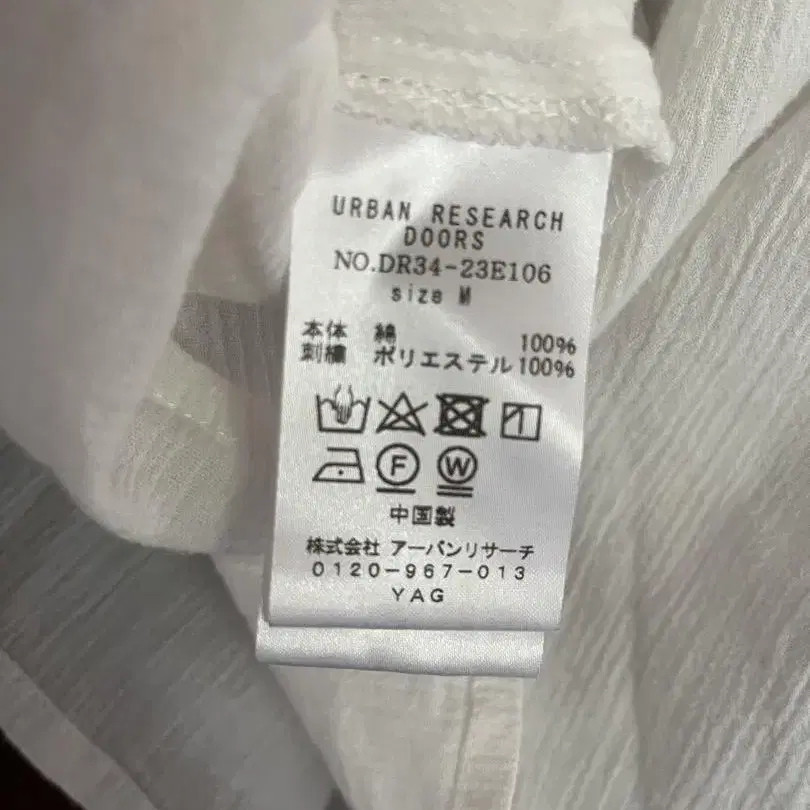 URBAN RESEARCH
DOORS
NO.DR34-23E106
size M
本体 綿 100%
刺繍 ポリエステル 100%
F W
中国製
株式会社 アーバンリサーチ
0120-967-013
YAG